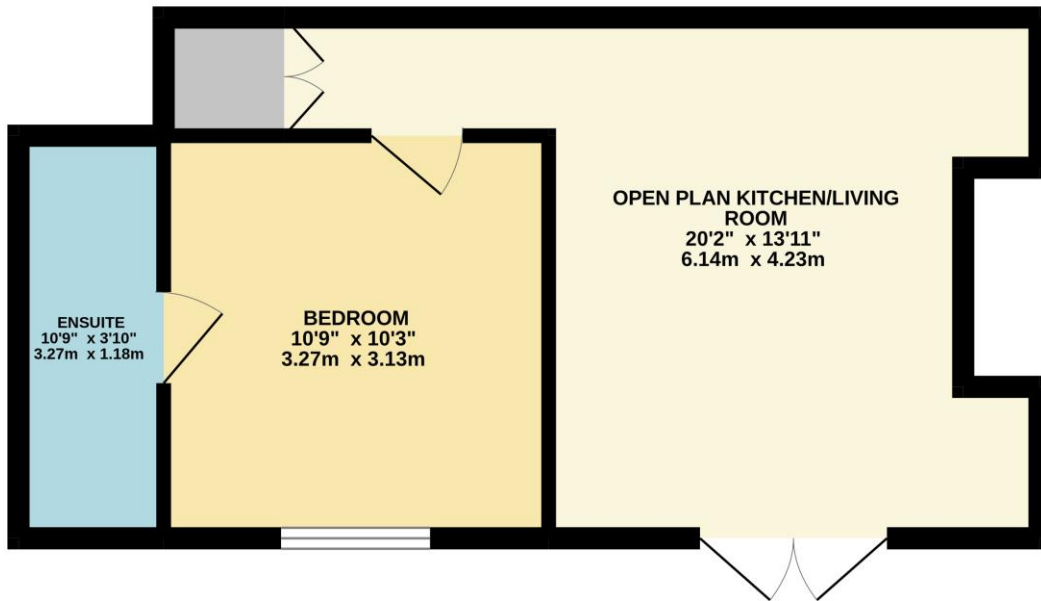 OPEN PLAN KITCHEN/LIVING
ROOM
20'2" x 13'11"
6.14m x 4.23m
BEDROOM
10'9" x 10'3"
3.27m x 3.13m
ENSUITE
10'9" x 3'10"
3.27m x 1.18m